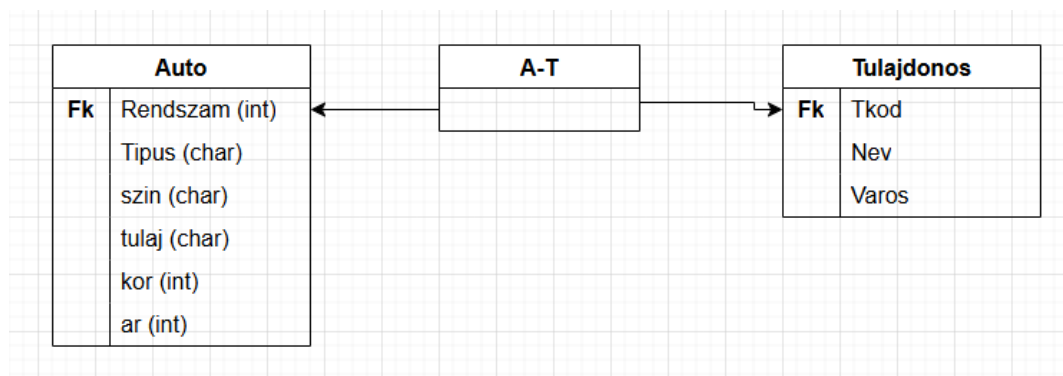 Auto
Fk Rendszam (int)
Tipus (char)
szin (char)
tulaj (char)
kor (int)
ar (int)
A-T
Tulajdonos
Fk Tkod
Nev
Varos